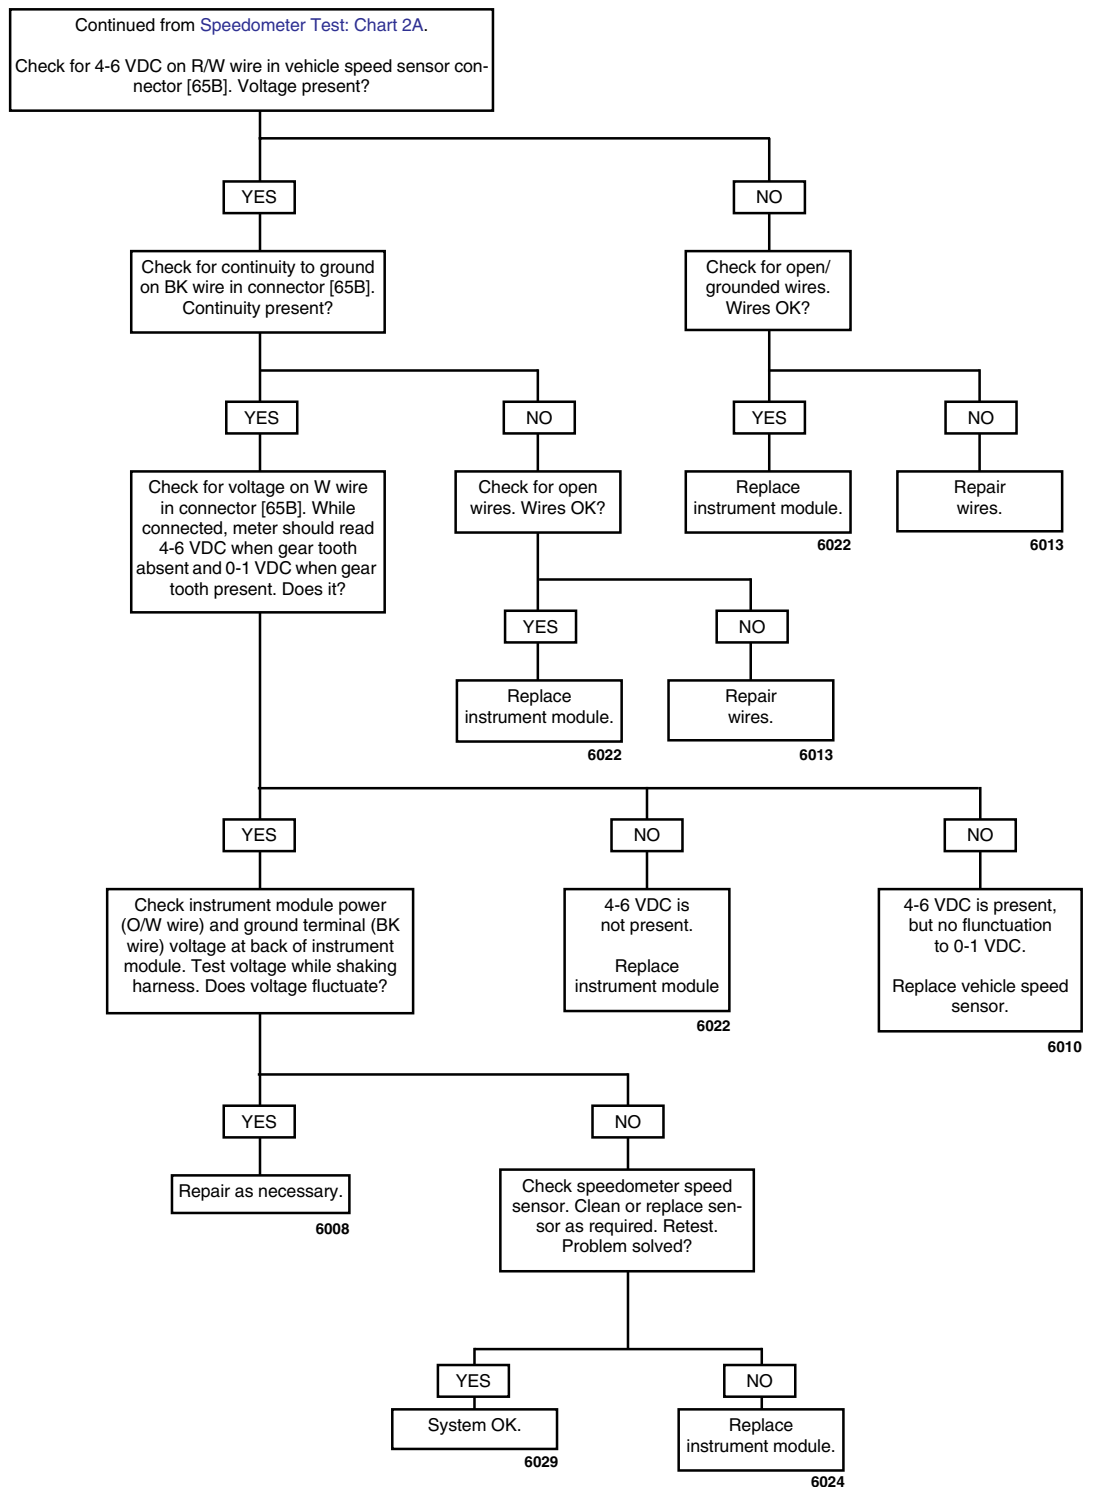 Continued from Speedometer Test: Chart 2A.
Check for 4-6 VDC on R/W wire in vehicle speed sensor con-
nector [65B]. Voltage present?
YES
NO
Check for continuity to ground
on BK wire in connector [65B].
Continuity present?
Check for open/
grounded wires.
Wires OK?
YES
NO
YES
NO
Check for voltage on W wire
in connector [65B]. While
connected, meter should read
4-6 VDC when gear tooth
absent and 0-1 VDC when gear
tooth present. Does it?
Check for open
wires. Wires OK?
Replace
instrument module.
6022
Repair
wires.
6013
YES
NO
Replace
instrument module.
6022
Repair
wires.
6013
YES
NO
NO
Check instrument module power
(O/W wire) and ground terminal (BK
wire) voltage at back of instrument
module. Test voltage while shaking
harness. Does voltage fluctuate?
4-6 VDC is
not present.
Replace
instrument module
6022
4-6 VDC is present,
but no flunctuation
to 0-1 VDC.
Replace vehicle speed
sensor.
6010
YES
NO
Repair as necessary.
6008
Check speedometer speed
sensor. Clean or replace sen-
sor as required. Retest.
Problem solved?
YES
NO
System OK.
6029
Replace
instrument module.
6024